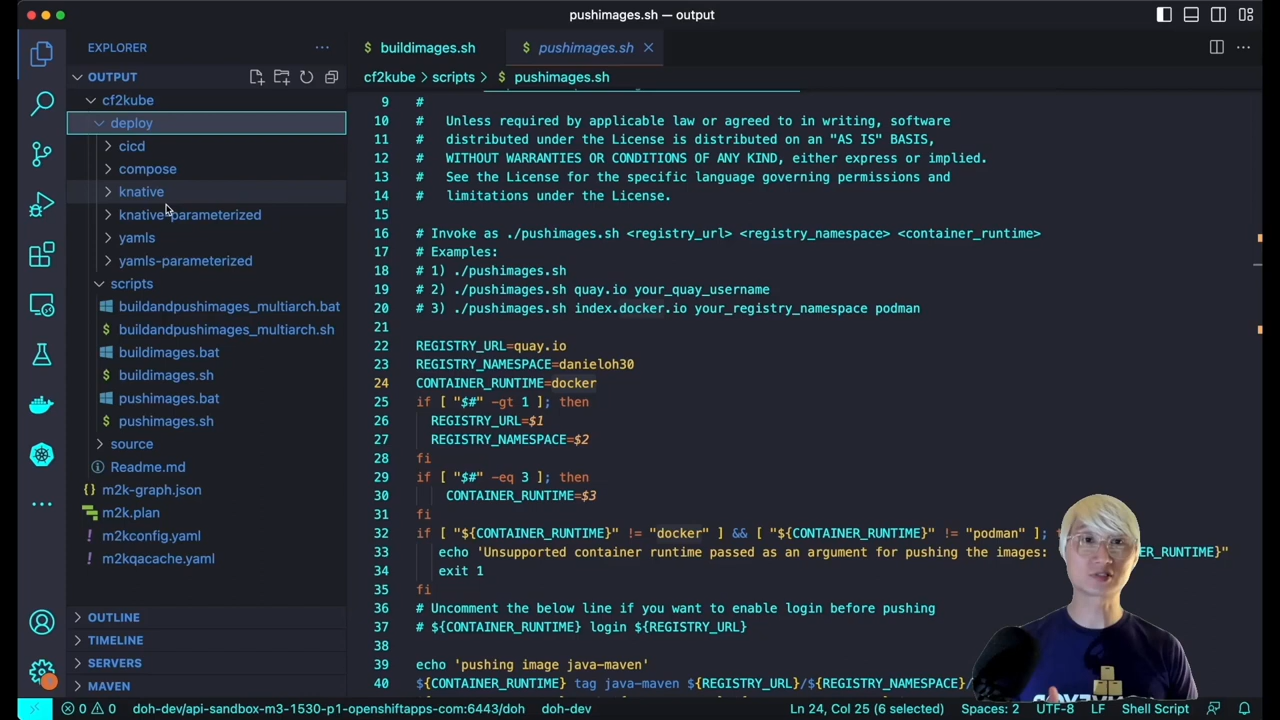 pushimages.sh — output
EXPLORER
OUTPUT
cf2kube
deploy
cicd
compose
knative
knative-parameterized
yamls
yamls-parameterized
scripts
buildandpushimages_multiarch.bat
$ buildandpushimages_multiarch.sh
buildimages.bat
$ buildimages.sh
pushimages.bat
$ pushimages.sh
source
Readme.md
{} m2k-graph.json
m2k.plan
! m2kconfig.yaml
! m2kqacache.yaml
OUTLINE
TIMELINE
SERVERS
MAVEN
$ buildimages.sh
$ pushimages.sh
cf2kube > scripts > $ pushimages.sh
9 #
10 #   Unless required by applicable law or agreed to in writing, software
11 #   distributed under the License is distributed on an "AS IS" BASIS,
12 #   WITHOUT WARRANTIES OR CONDITIONS OF ANY KIND, either express or implied.
13 #   See the License for the specific language governing permissions and
14 #   limitations under the License.
15
16 # Invoke as ./pushimages.sh <registry_url> <registry_namespace> <container_runtime>
17 # Examples:
18 # 1) ./pushimages.sh
19 # 2) ./pushimages.sh quay.io your_quay_username
20 # 3) ./pushimages.sh index.docker.io your_registry_namespace podman
21
22 REGISTRY_URL=quay.io
23 REGISTRY_NAMESPACE=danieloh30
24 CONTAINER_RUNTIME=docker
25 if [ "$#" -gt 1 ]; then
26   REGISTRY_URL=$1
27   REGISTRY_NAMESPACE=$2
28 fi
29 if [ "$#" -eq 3 ]; then
30     CONTAINER_RUNTIME=$3
31 fi
32 if [ "${CONTAINER_RUNTIME}" != "docker" ] && [ "${CONTAINER_RUNTIME}" != "podman" ];
33    echo 'Unsupported container runtime passed as an argument for pushing the images: ER_RUNTIME}"
34    exit 1
35 fi
36 # Uncomment the below line if you want to enable login before pushing
37 # ${CONTAINER_RUNTIME} login ${REGISTRY_URL}
38
39 echo 'pushing image java-maven'
40 ${CONTAINER_RUNTIME} tag java-maven ${REGISTRY_URL}/${REGISTRY_NAMESPACE}/
0 0 doh-dev/api-sandbox-m3-1530-p1-openshiftapps-com:6443/doh doh-dev Ln 24, Col 25 (6 selected) Spaces: 2 UTF-8 LF Shell Script